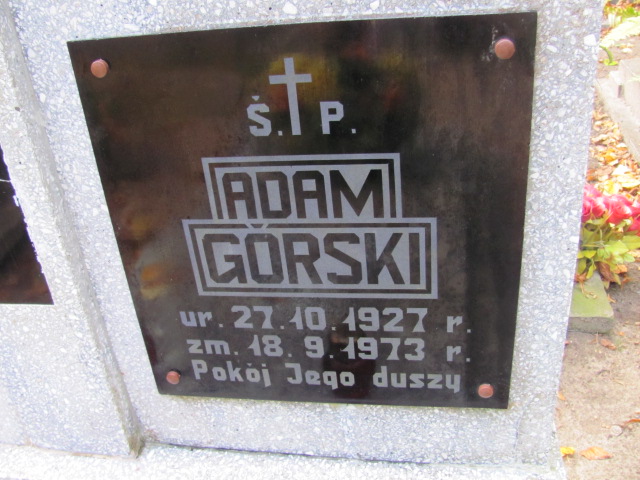 Š.P.
ADAM
GÓRSKI
ur. 27.10.1927 r.
zm. 18.9.1973 r.
Pokój Jego duszy